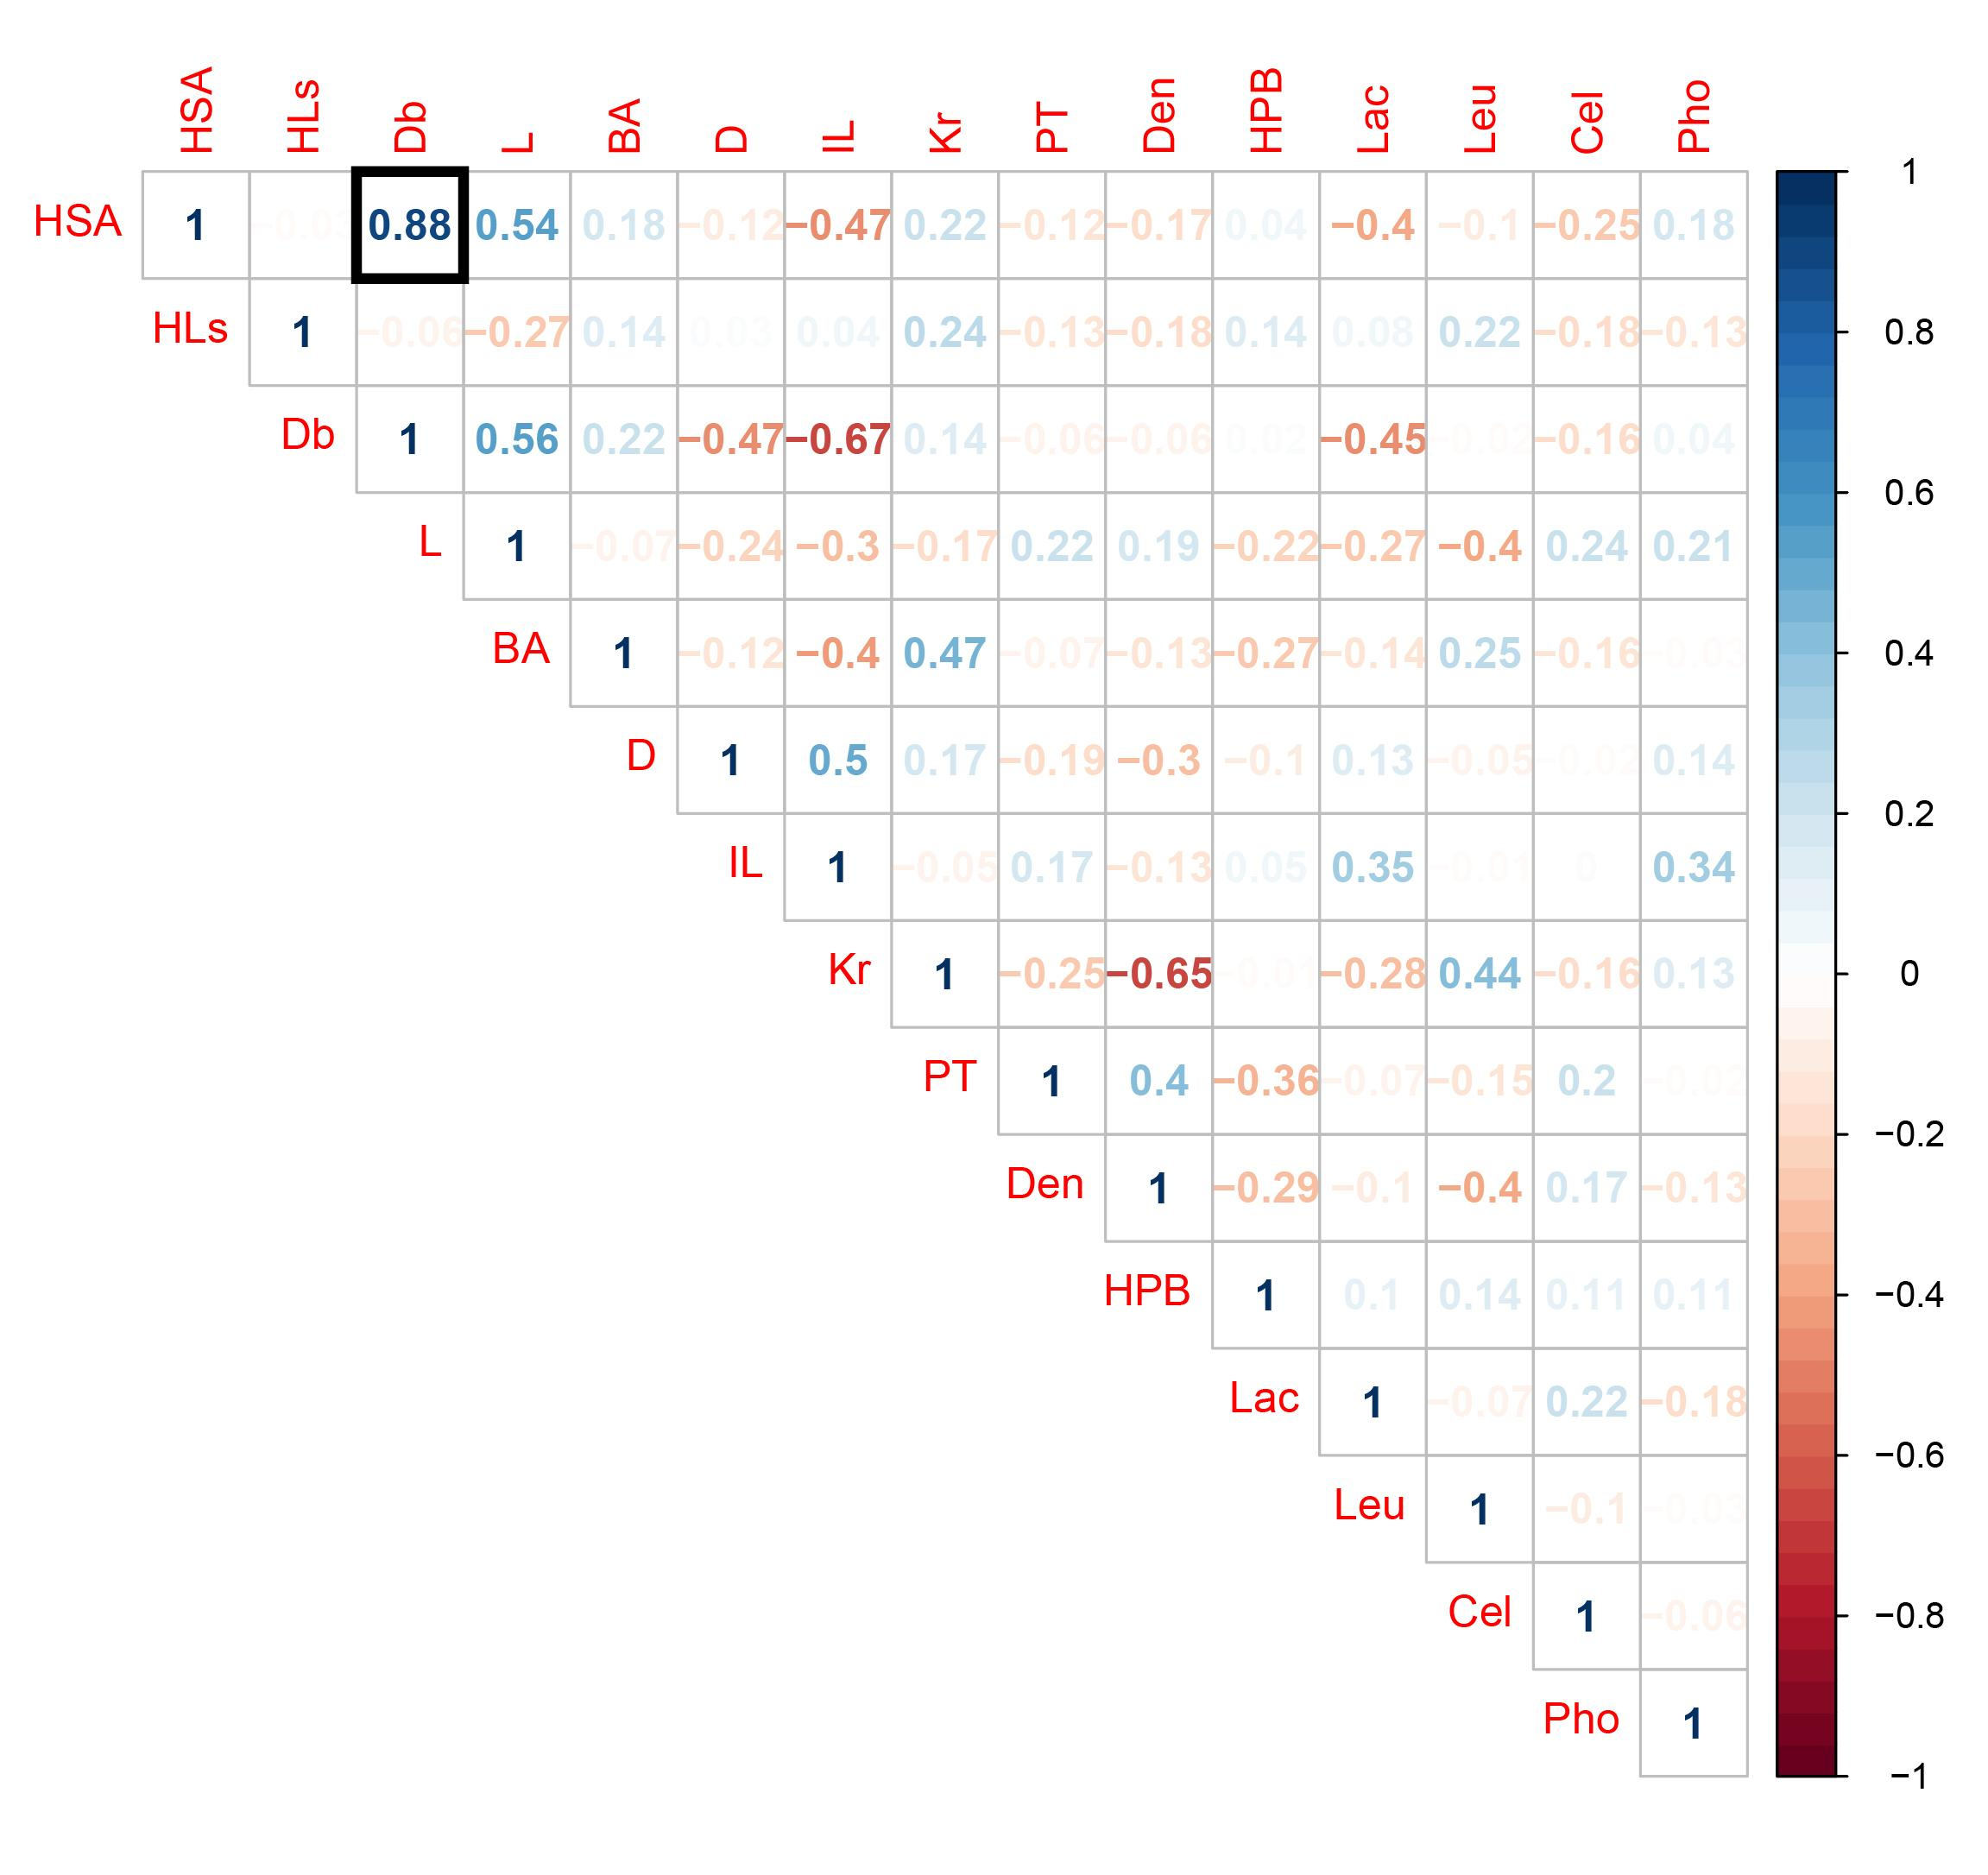 HSA HLs Db L BA D IL Kr PT Den HPB Lac Leu Cel Pho
HSA 1 −0.03 0.88 0.54 0.18 −0.12 −0.47 0.22 −0.12 −0.17 0.04 −0.4 −0.1 −0.25 0.18
HLs 1 −0.06 −0.27 0.14 0.03 0.04 0.24 −0.13 −0.18 0.14 0.08 0.22 −0.18 −0.13
Db 1 0.56 0.22 −0.47 −0.67 0.14 −0.06 −0.06 0.02 −0.45 −0.02 −0.16 0.04
L 1 −0.07 −0.24 −0.3 −0.17 0.22 0.19 −0.22 −0.27 −0.4 0.24 0.21
BA 1 −0.12 −0.4 0.47 −0.07 −0.13 −0.27 −0.14 0.25 −0.16 −0.03
D 1 0.5 0.17 −0.19 −0.3 −0.1 0.13 −0.05 −0.02 0.14
IL 1 −0.05 0.17 −0.13 0.05 0.35 −0.01 0 0.34
Kr 1 −0.25 −0.65 −0.01 −0.28 0.44 −0.16 0.13
PT 1 0.4 −0.36 −0.07 −0.15 0.2 −0.02
Den 1 −0.29 −0.1 −0.4 0.17 −0.13
HPB 1 0.1 0.14 0.11 0.11
Lac 1 −0.07 0.22 −0.18
Leu 1 −0.1 −0.03
Cel 1 −0.06
Pho 1
1
0.8
0.6
0.4
0.2
0
−0.2
−0.4
−0.6
−0.8
−1